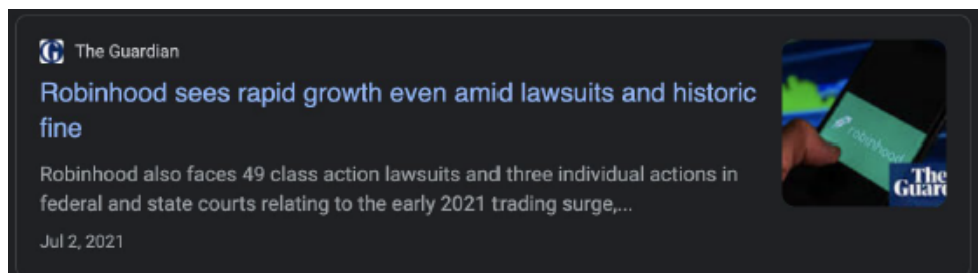 The Guardian
Robinhood sees rapid growth even amid lawsuits and historic
fine
Robinhood also faces 49 class action lawsuits and three individual actions in
federal and state courts relating to the early 2021 trading surge,...
Jul 2, 2021
robinhood
The
Guar